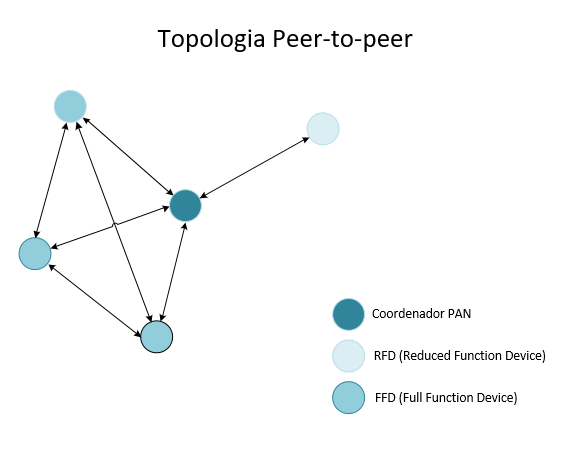 Topologia Peer-to-peer
Coordenador PAN
RFD (Reduced Function Device)
FFD (Full Function Device)